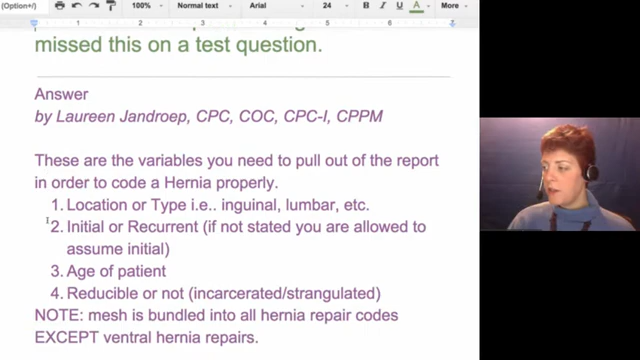 (Option+/)
100%
Normal text
Arial
24
B I U A
More
missed this on a test question.
Answer
by Laureen Jandroep, CPC, COC, CPC-I, CPPM
These are the variables you need to pull out of the report
in order to code a Hernia properly.
1. Location or Type i.e.. inguinal, lumbar, etc.
2. Initial or Recurrent (if not stated you are allowed to
assume initial)
3. Age of patient
4. Reducible or not (incarcerated/strangulated)
NOTE: mesh is bundled into all hernia repair codes
EXCEPT ventral hernia repairs.